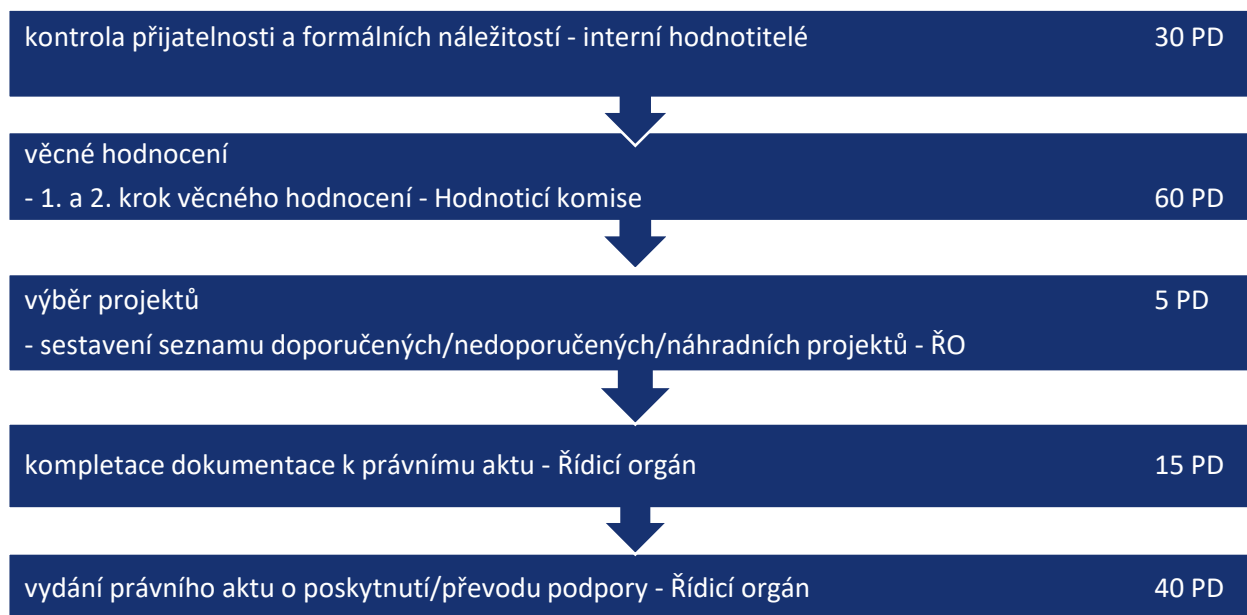 kontrola přijatelnosti a formálních náležitostí - interní hodnotitelé 30 PD
věcné hodnocení
- 1. a 2. krok věcného hodnocení - Hodnoticí komise 60 PD
výběr projektů 5 PD
- sestavení seznamu doporučených/nedoporučených/náhradních projektů - ŘO
kompletace dokumentace k právnímu aktu - Řídicí orgán 15 PD
vydání právního aktu o poskytnutí/převodu podpory - Řídicí orgán 40 PD